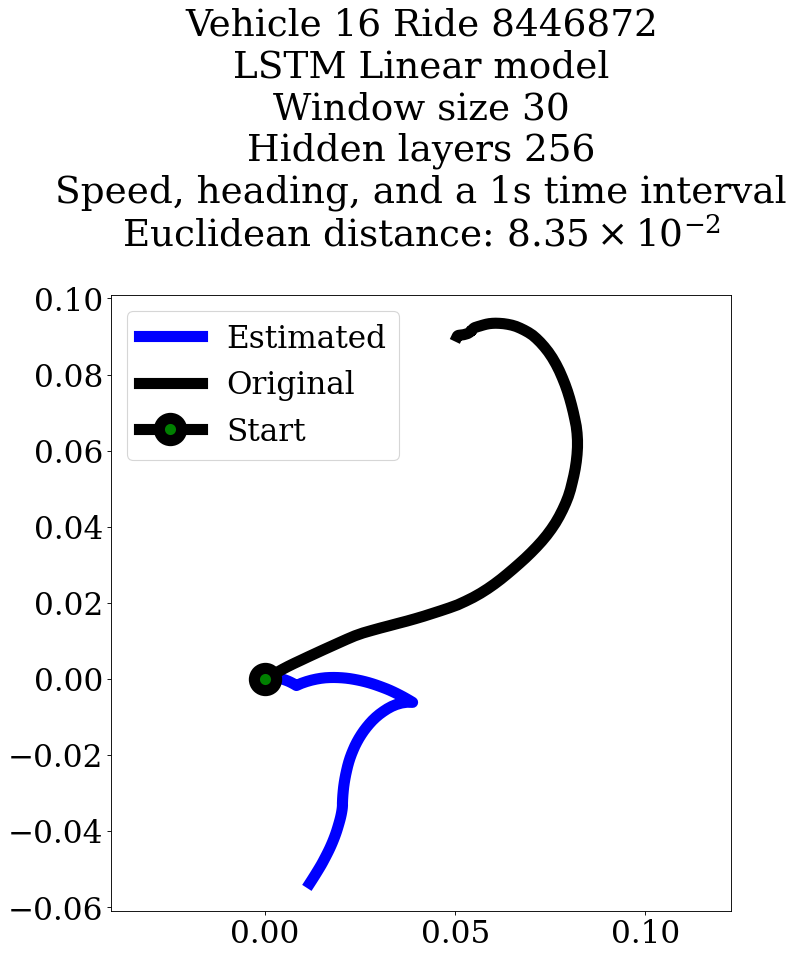 Vehicle 16 Ride 8446872
LSTM Linear model
Window size 30
Hidden layers 256
Speed, heading, and a 1s time interval
Euclidean distance: 8.35 × 10⁻²
Estimated
Original
Start
0.10
0.08
0.06
0.04
0.02
0.00
−0.02
−0.04
−0.06
0.00 0.05 0.10